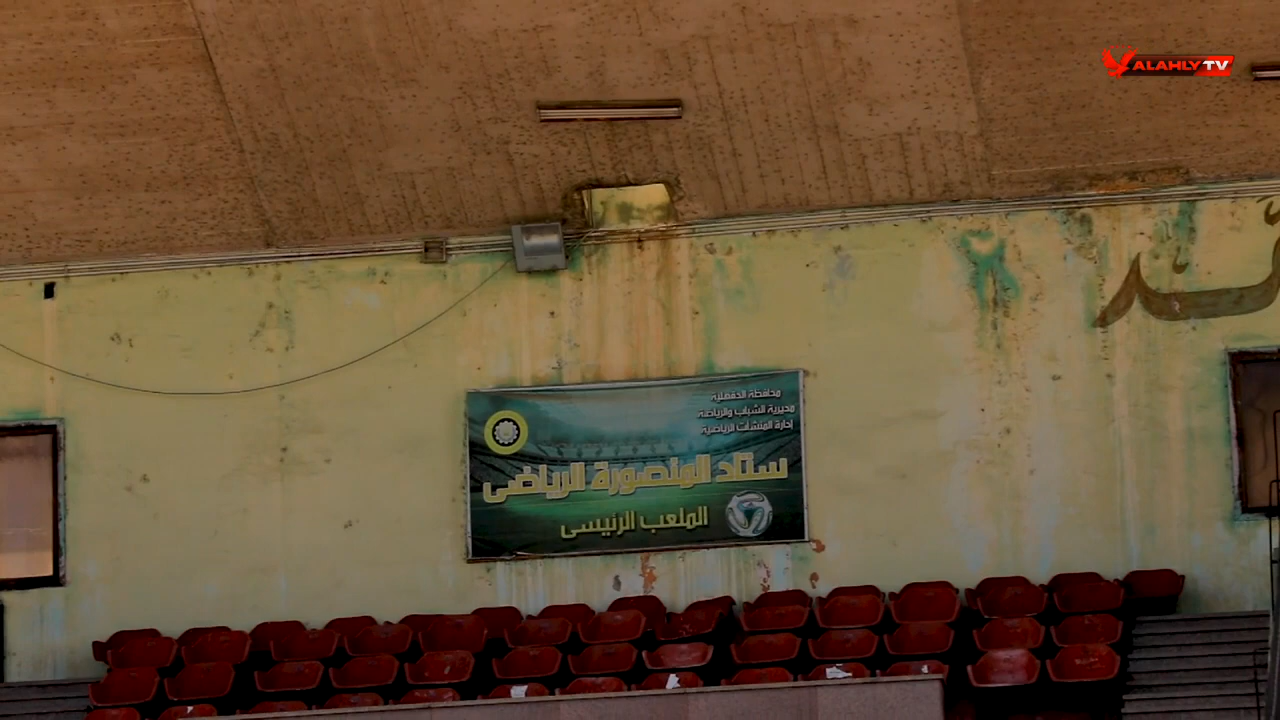 ALAHLY TV
محافظة الدقهلية
مديرية الشباب والرياضة
إدارة المنشآت الرياضية
ستاد المنصورة الرياضى
الملعب الرئيسى